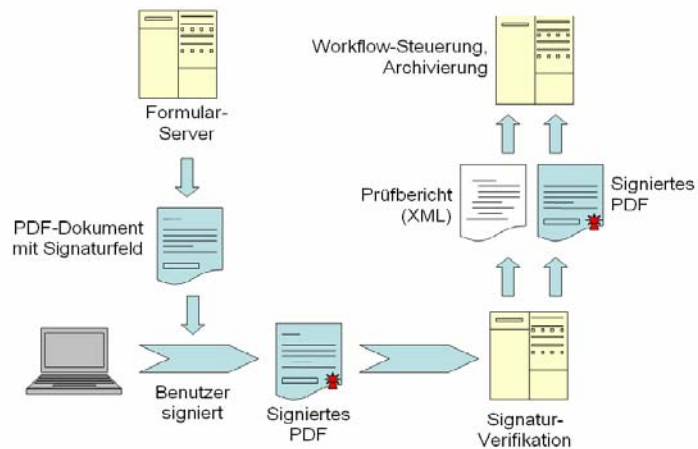 Formular-
Server
PDF-Dokument
mit Signaturfeld
Benutzer
signiert
Signiertes
PDF
Signatur-
Verifikation
Prüfbericht
(XML)
Signiertes
PDF
Workflow-Steuerung,
Archivierung